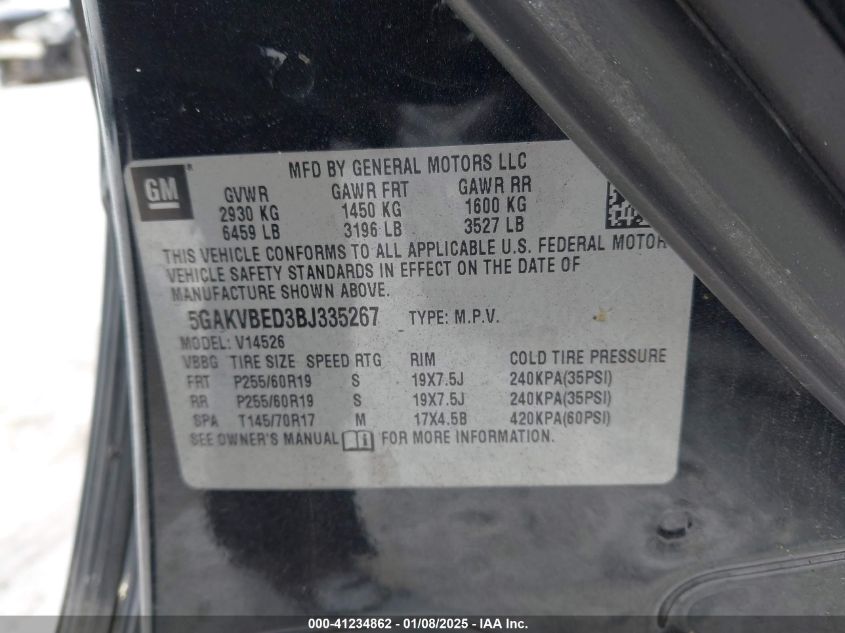 GM
MFD BY GENERAL MOTORS LLC
GVWR GAWR FRT GAWR RR
2930 KG 1450 KG 1600 KG
6459 LB 3196 LB 3527 LB
THIS VEHICLE CONFORMS TO ALL APPLICABLE U.S. FEDERAL MOTOR
VEHICLE SAFETY STANDARDS IN EFFECT ON THE DATE OF
MANUFACTURE SHOWN ABOVE.
5GAKVBED3BJ335267 TYPE: M.P.V.
MODEL: V14526
VBBG TIRE SIZE SPEED RTG RIM COLD TIRE PRESSURE
FRT P255/60R19 S 19X7.5J 240KPA(35PSI)
RR P255/60R19 S 19X7.5J 240KPA(35PSI)
SPA T145/70R17 M 17X4.5B 420KPA(60PSI)
SEE OWNER'S MANUAL FOR MORE INFORMATION.
000-41234862 - 01/08/2025 - IAA Inc.